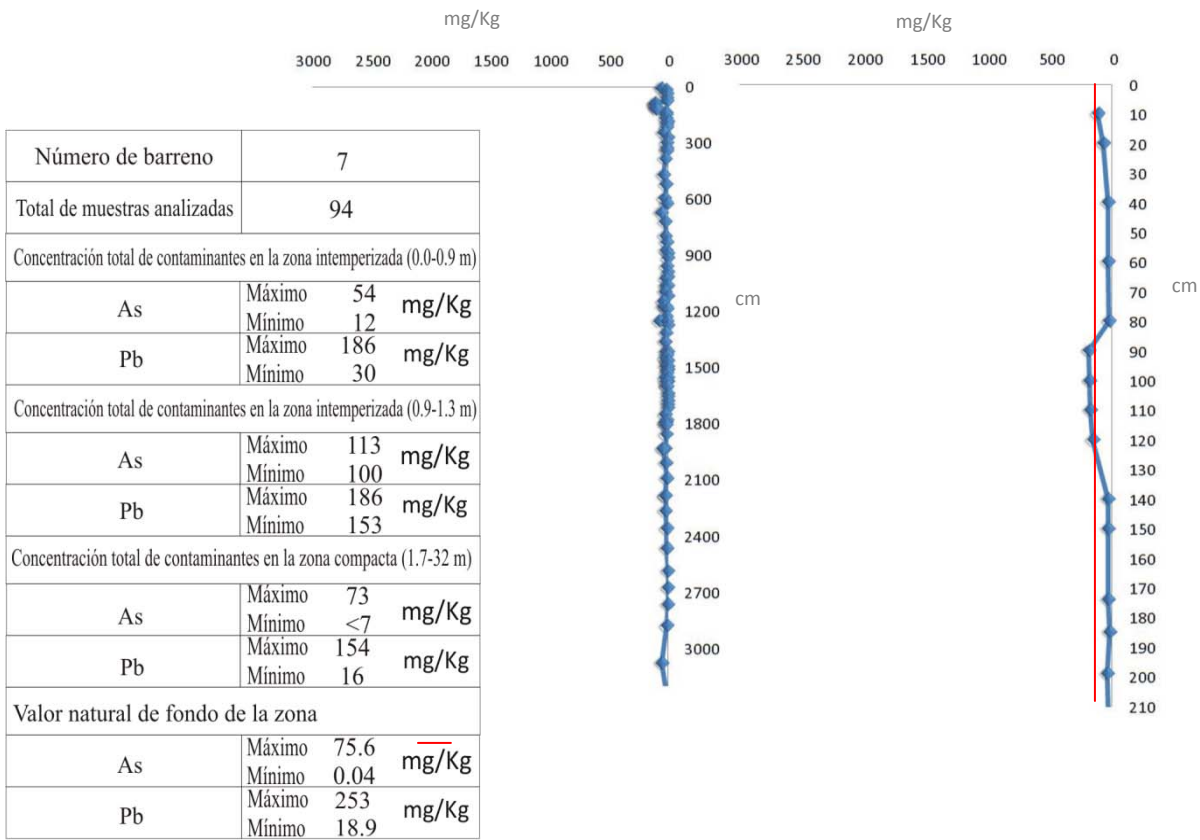 mg/Kg
3000 2500 2000 1500 1000 500 0
0
300
600
900
1200
1500
1800
2100
2400
2700
3000
cm
mg/Kg
3000 2500 2000 1500 1000 500 0
0
10
20
30
40
50
60
70
80
90
100
110
120
130
140
150
160
170
180
190
200
210
cm
Número de barreno 7
Total de muestras analizadas 94
Concentración total de contaminantes en la zona intemperizada (0.0-0.9 m)
As Máximo 54 mg/Kg
Mínimo 12
Pb Máximo 186 mg/Kg
Mínimo 30
Concentración total de contaminantes en la zona intemperizada (0.9-1.3 m)
As Máximo 113 mg/Kg
Mínimo 100
Pb Máximo 186 mg/Kg
Mínimo 153
Concentración total de contaminantes en la zona compacta (1.7-32 m)
As Máximo 73 mg/Kg
Mínimo <7
Pb Máximo 154 mg/Kg
Mínimo 16
Valor natural de fondo de la zona
As Máximo 75.6 mg/Kg
Mínimo 0.04
Pb Máximo 253 mg/Kg
Mínimo 18.9